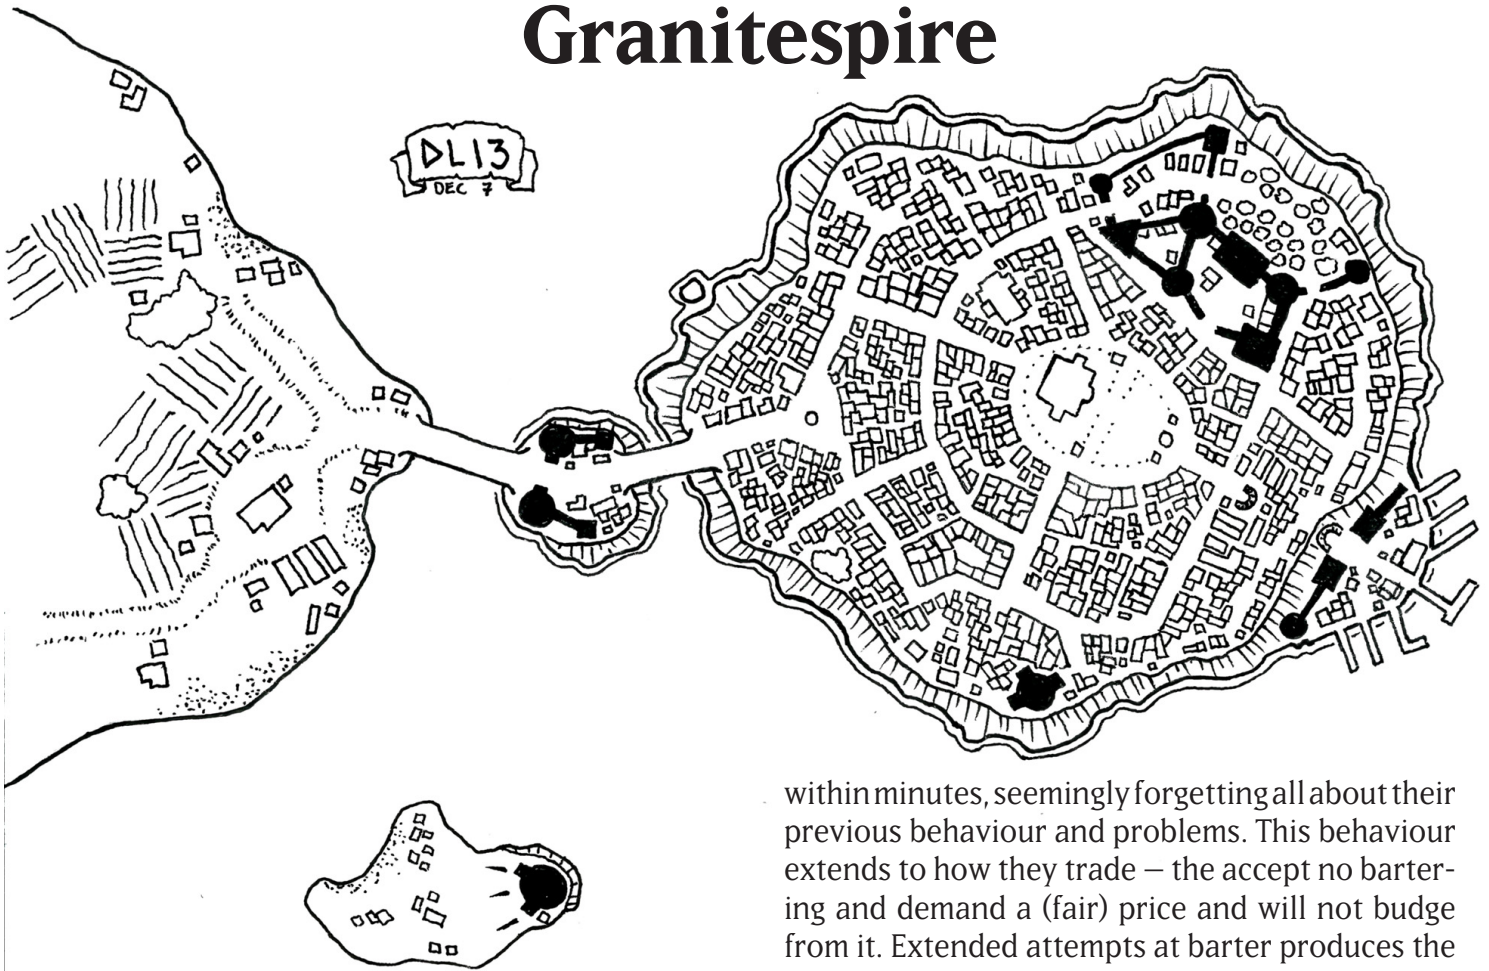 Granitespire
DL13
DEC 7
within minutes, seemingly forgetting all about their
previous behaviour and problems. This behaviour
extends to how they trade – the accept no barter-
ing and demand a (fair) price and will not budge
from it. Extended attempts at barter produces the